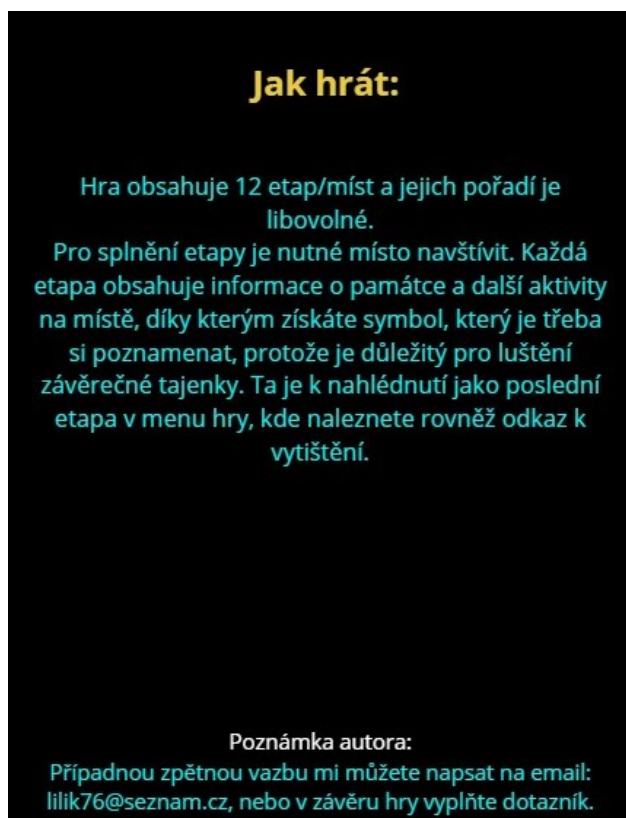 Jak hrát:
Hra obsahuje 12 etap/míst a jejich pořadí je
libovolné.
Pro splnění etapy je nutné místo navštívit. Každá
etapa obsahuje informace o památce a další aktivity
na místě, díky kterým získáte symbol, který je třeba
si poznamenat, protože je důležitý pro luštění
závěrečné tajenky. Ta je k nahlédnutí jako poslední
etapa v menu hry, kde naleznete rovněž odkaz k
vytištění.
Poznámka autora:
Případnou zpětnou vazbu mi můžete napsat na email:
lilik76@seznam.cz, nebo v závěru hry vyplňte dotazník.